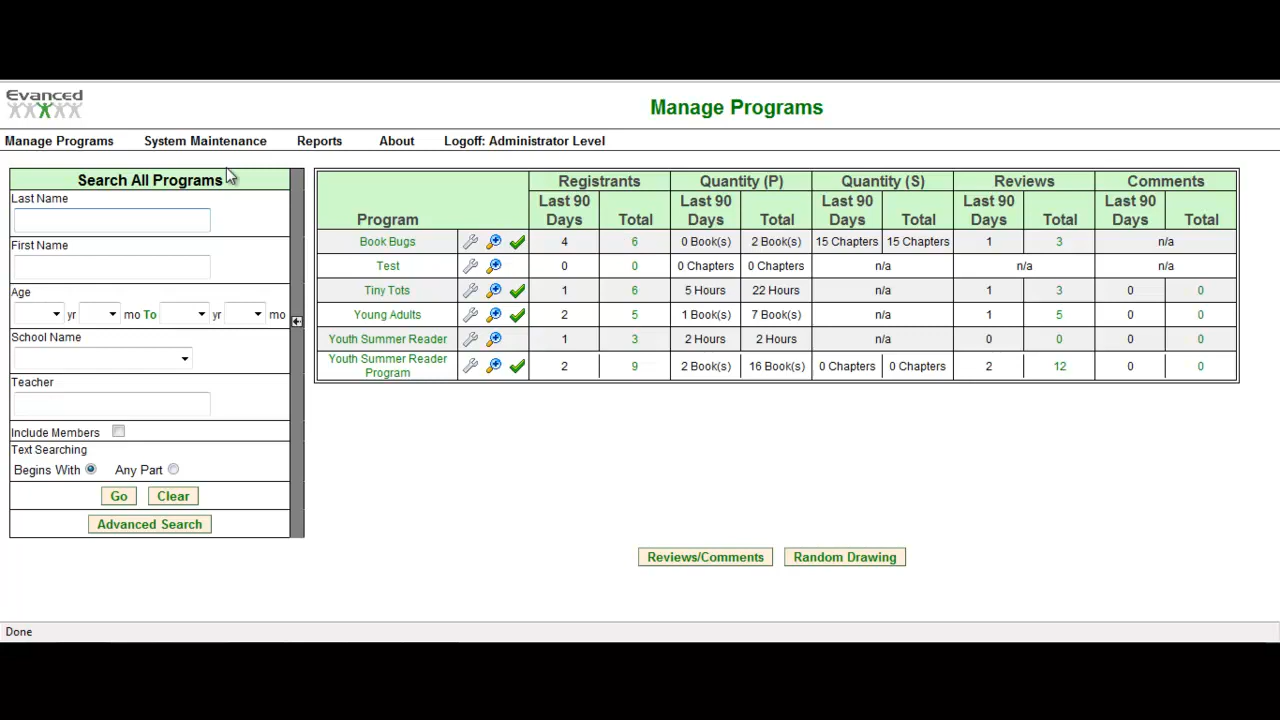 Evanced
Manage Programs
Manage Programs System Maintenance Reports About Logoff: Administrator Level
Search All Programs
Last Name
First Name
Age
yr mo To yr mo
School Name
Teacher
Include Members
Text Searching
Begins With Any Part
Go Clear
Advanced Search
Program Registrants Quantity (P) Quantity (S) Reviews Comments
Last 90 Days Total Last 90 Days Total Last 90 Days Total Last 90 Days Total Last 90 Days Total
Book Bugs 4 6 0 Book(s) 2 Book(s) 15 Chapters 15 Chapters 1 3 n/a
Test 0 0 0 Chapters 0 Chapters n/a n/a n/a
Tiny Tots 1 6 5 Hours 22 Hours n/a 1 3 0 0
Young Adults 2 5 1 Book(s) 7 Book(s) n/a 1 5 0 0
Youth Summer Reader 1 3 2 Hours 2 Hours n/a 0 0 0 0
Youth Summer Reader Program 2 9 2 Book(s) 16 Book(s) 0 Chapters 0 Chapters 2 12 0 0
Reviews/Comments Random Drawing
Done